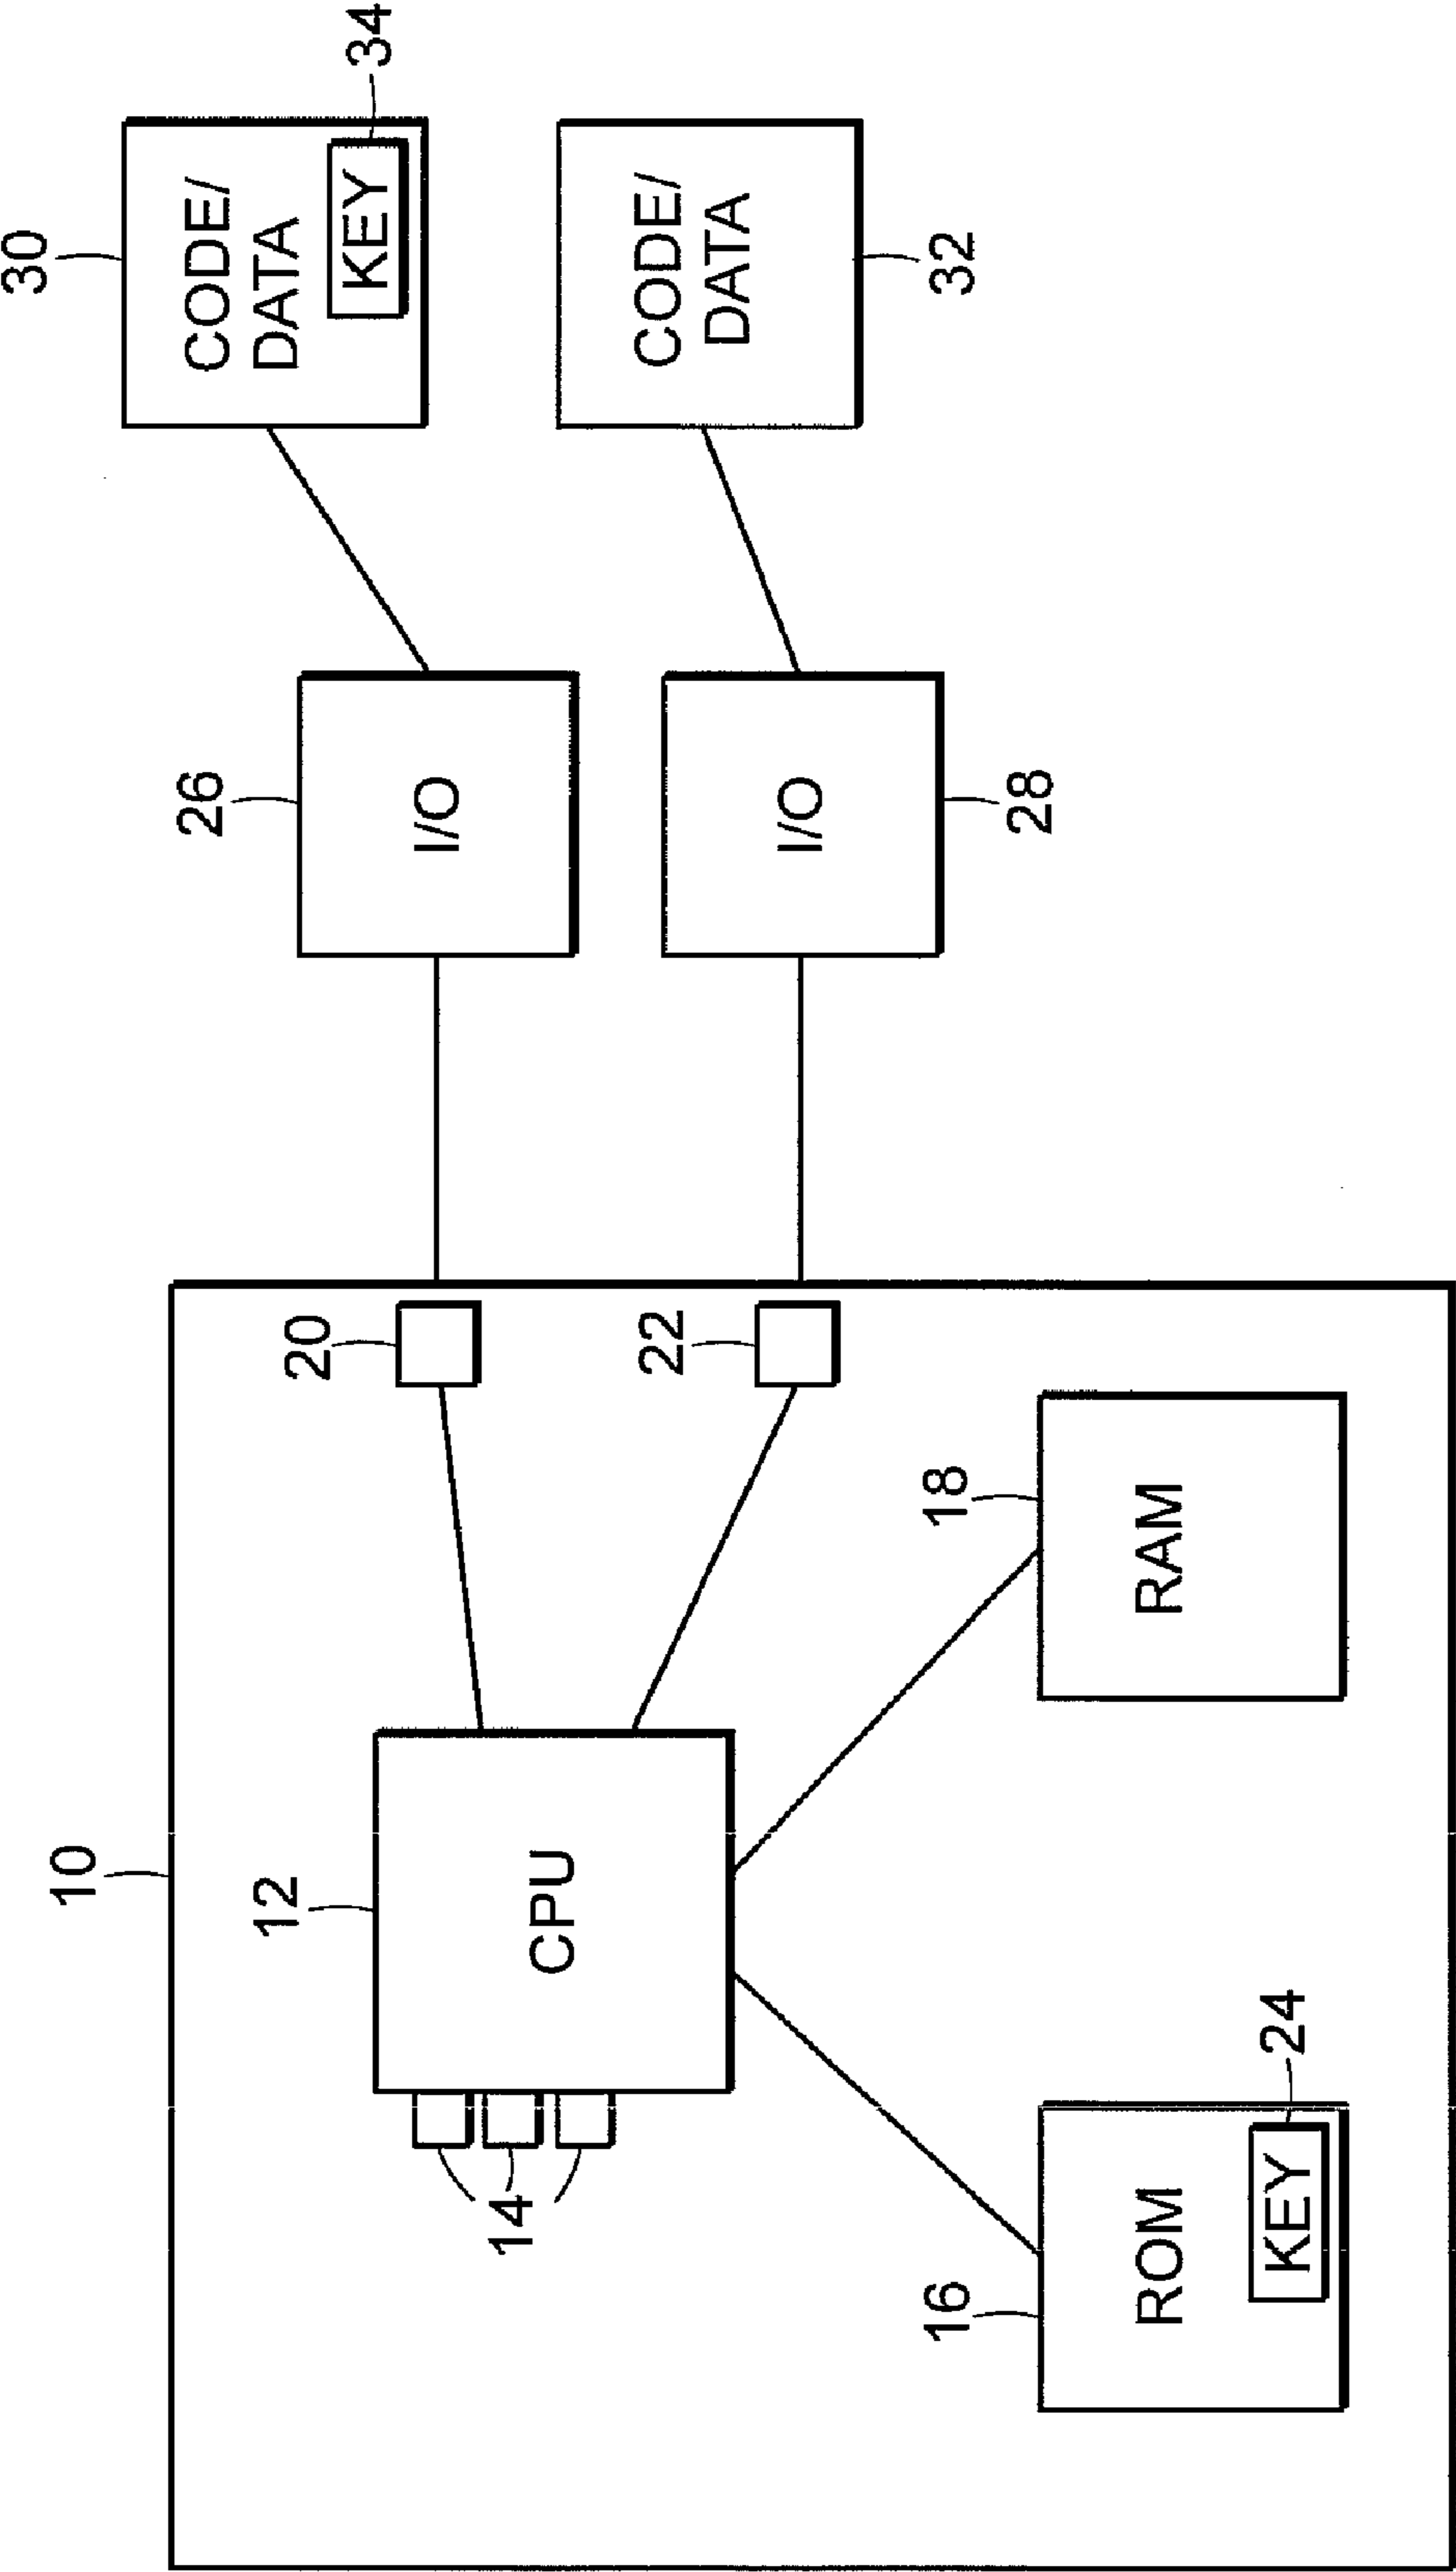 30
34
10
26
CODE/
DATA
KEY
12
20
I/O
14
CPU
22
CODE/
DATA
I/O
32
16
18
28
ROM
RAM
KEY
24